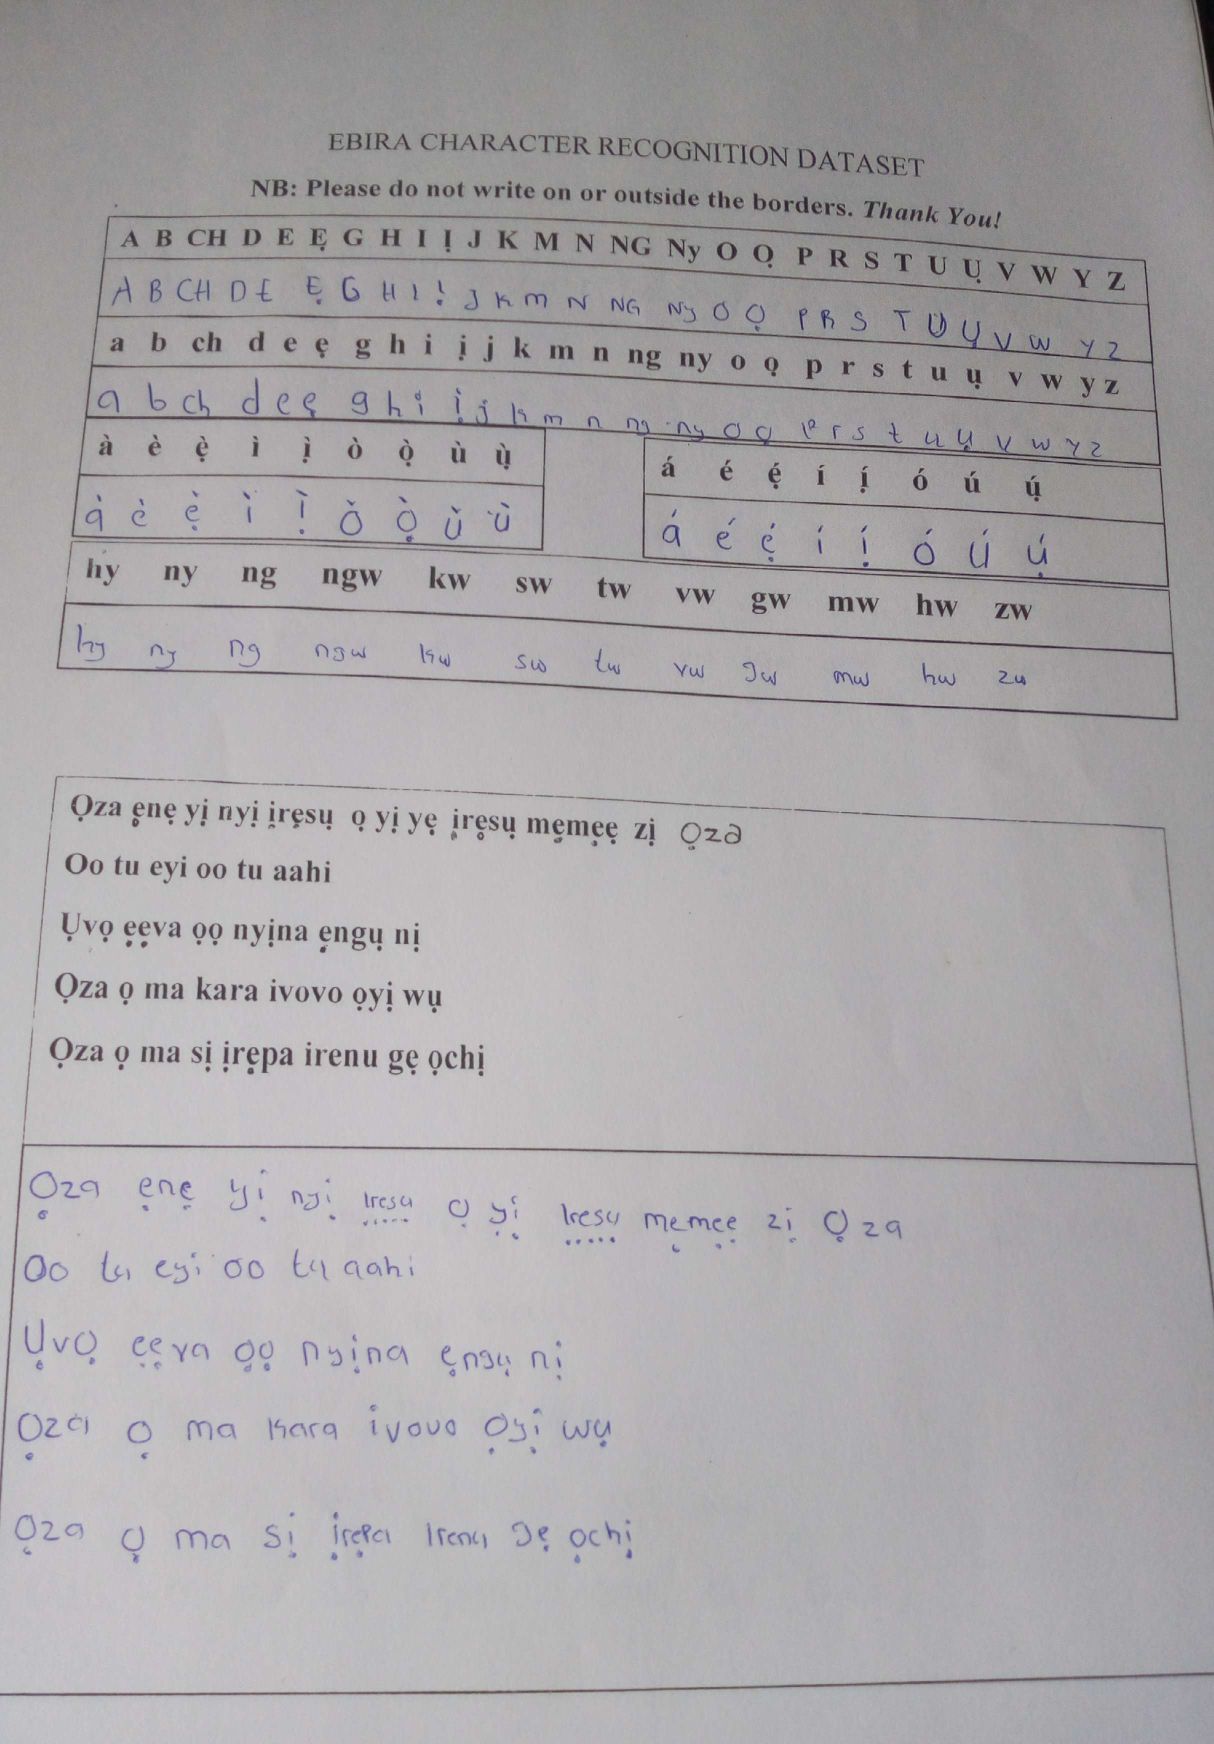 EBIRA CHARACTER RECOGNITION DATASET
NB: Please do not write on or outside the borders. Thank You!
A B CH D E Ẹ G H I Ị J K M N NG Ny O Ọ P R S T U Ụ V W Y Z
A B CH D E Ẹ G H I Ị J K M N NG Ny O Ọ P R S T U Ụ V W Y Z
a b ch d e ẹ g h i ị j k m n ng ny o ọ p r s t u ụ v w y z
a b ch d e ẹ g h i ị j k m n ng ny o ọ p r s t u ụ v w y z
à è ẹ̀ ì ị̀ ò ọ̀ ù ụ̀
à è ẹ̀ ì ị̀ ò ọ̀ ù ù
á é ẹ́ í ị́ ó ú ụ́
á é ẹ́ í ị́ ó ú ụ́
hy ny ng ngw kw sw tw vw gw mw hw zw
hy ny ng ngw kw sw tw vw gw mw hw zw
Ọza ẹnẹ yị nyị ịrẹsụ ọ yị yẹ ịrẹsụ mẹmẹẹ zị Ọza
Oo tu eyi oo tu aahi
Ụvọ ẹẹva ọọ nyịna ẹngụ nị
Ọza ọ ma kara ivovo ọyị wụ
Ọza ọ ma sị ịrẹpa irenu gẹ ọchị
Ọza ẹnẹ yị nyị ịṛẹṣụ ọ ỵị ịṛẹṣụ mẹmẹẹ zị Ọza
Oo tu eyi oo tu aahi
Ụvọ ẹẹva ọọ nyịna ẹngụ nị
Ọza ọ ma kara ivovo ọyị wụ
Ọza ọ ma sị ịrẹpa irenu gẹ ọchị